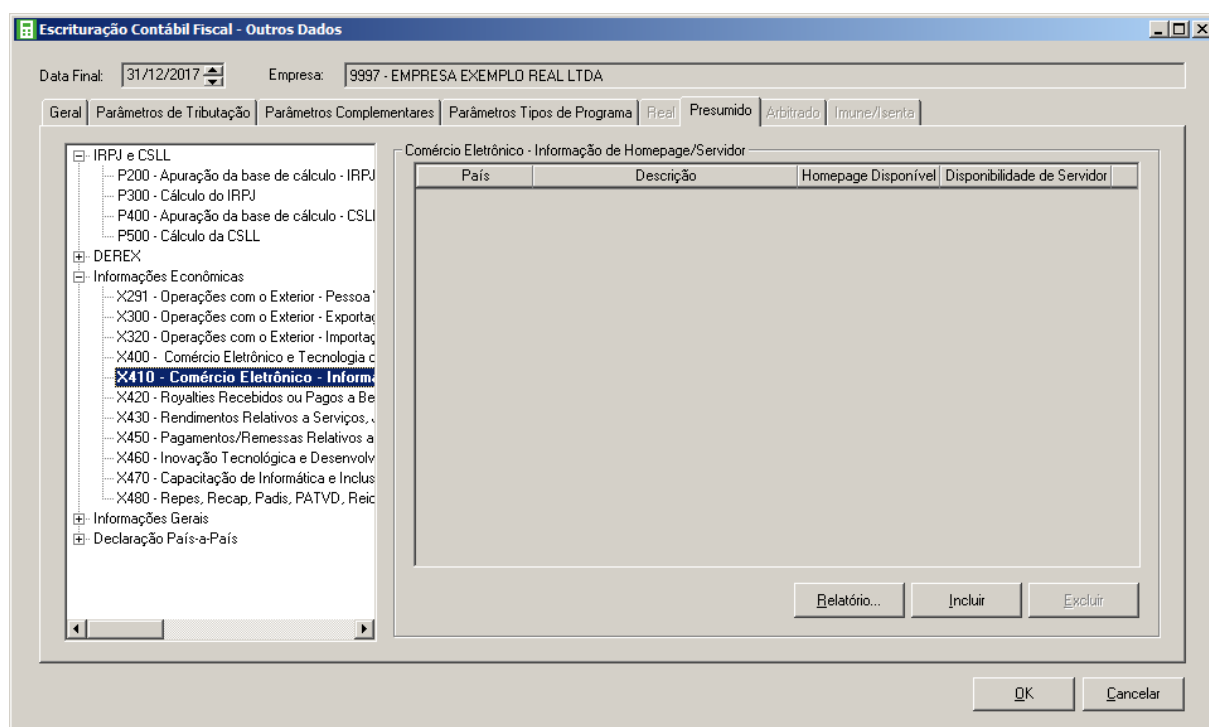 Escrituração Contábil Fiscal - Outros Dados
Data Final: 31/12/2017 Empresa: 9997 - EMPRESA EXEMPLO REAL LTDA
Geral Parâmetros de Tributação Parâmetros Complementares Parâmetros Tipos de Programa Real Presumido Arbitrado Imune/Isenta
IRPJ e CSLL
P200 - Apuração da base de cálculo - IRPJ
P300 - Cálculo do IRPJ
P400 - Apuração da base de cálculo - CSLL
P500 - Cálculo da CSLL
DEREX
Informações Econômicas
X291 - Operações com o Exterior - Pessoa
X300 - Operações com o Exterior - Exportaç
X320 - Operações com o Exterior - Importaç
X400 - Comércio Eletrônico e Tecnologia
X410 - Comércio Eletrônico - Informa
X420 - Royalties Recebidos ou Pagos a Be
X430 - Rendimentos Relativos a Serviços,
X450 - Pagamentos/Remessas Relativos a
X460 - Inovação Tecnológica e Desenvolv
X470 - Capacitação de Informática e Inclus
X480 - Repes, Recap, Padis, PATVD, Reid
Informações Gerais
Declaração País-a-País
Comércio Eletrônico - Informação de Homepage/Servidor
País Descrição Homepage Disponível Disponibilidade de Servidor
Relatório... Incluir Excluir
OK Cancelar